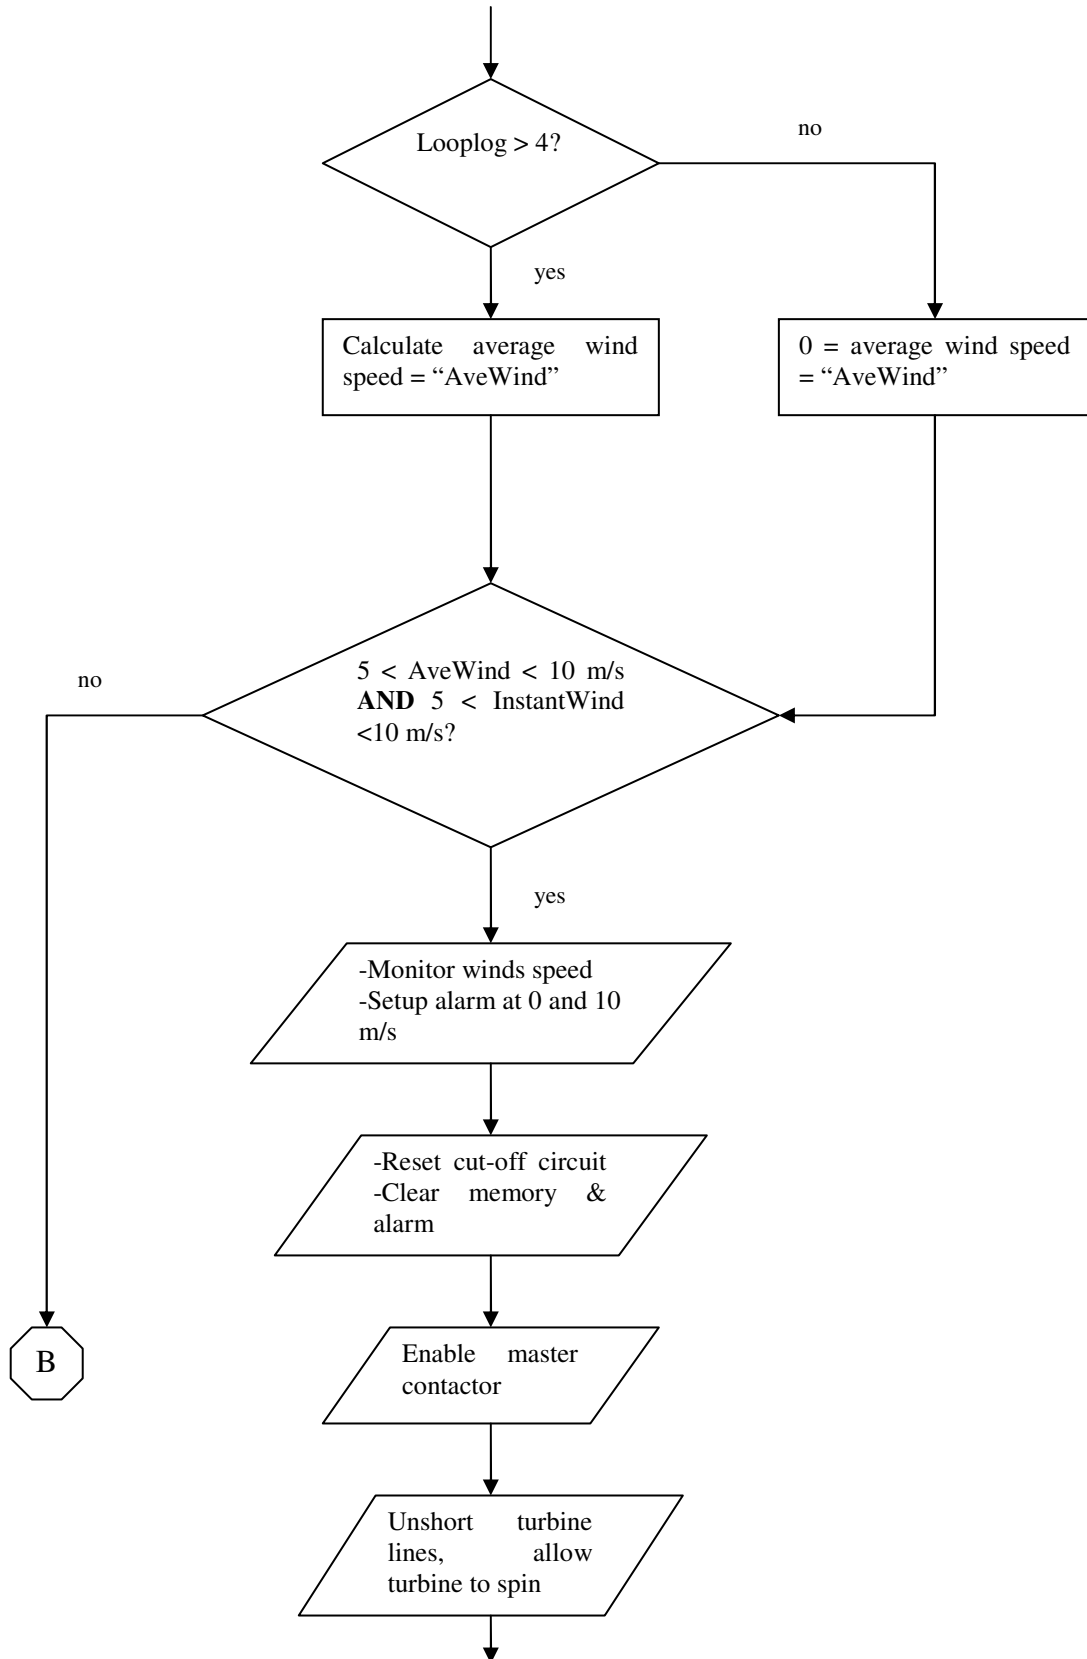 Looplog > 4?
no
yes
Calculate average wind
speed = “AveWind”
0 = average wind speed
= “AveWind”
5 < AveWind < 10 m/s
AND 5 < InstantWind
<10 m/s?
no
yes
-Monitor winds speed
-Setup alarm at 0 and 10
m/s
-Reset cut-off circuit
-Clear memory &
alarm
B
Enable master
contactor
Unshort turbine
lines, allow
turbine to spin